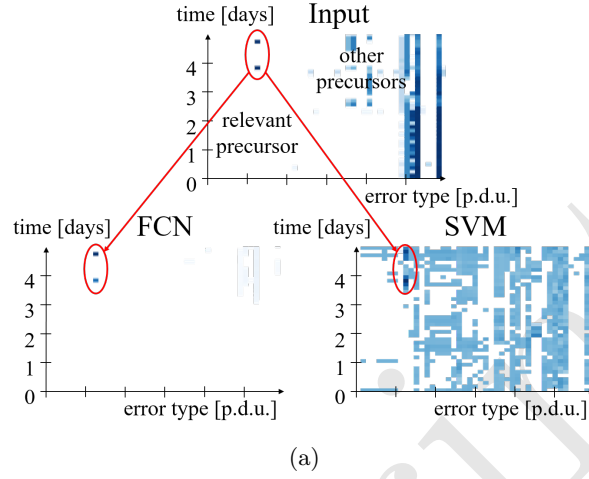 time [days]
Input
4
3
2
1
0
other
precursors
relevant
precursor
error type [p.d.u.]
time [days]
FCN
4
3
2
1
0
error type [p.d.u.]
time [days]
SVM
4
3
2
1
0
error type [p.d.u.]
(a)